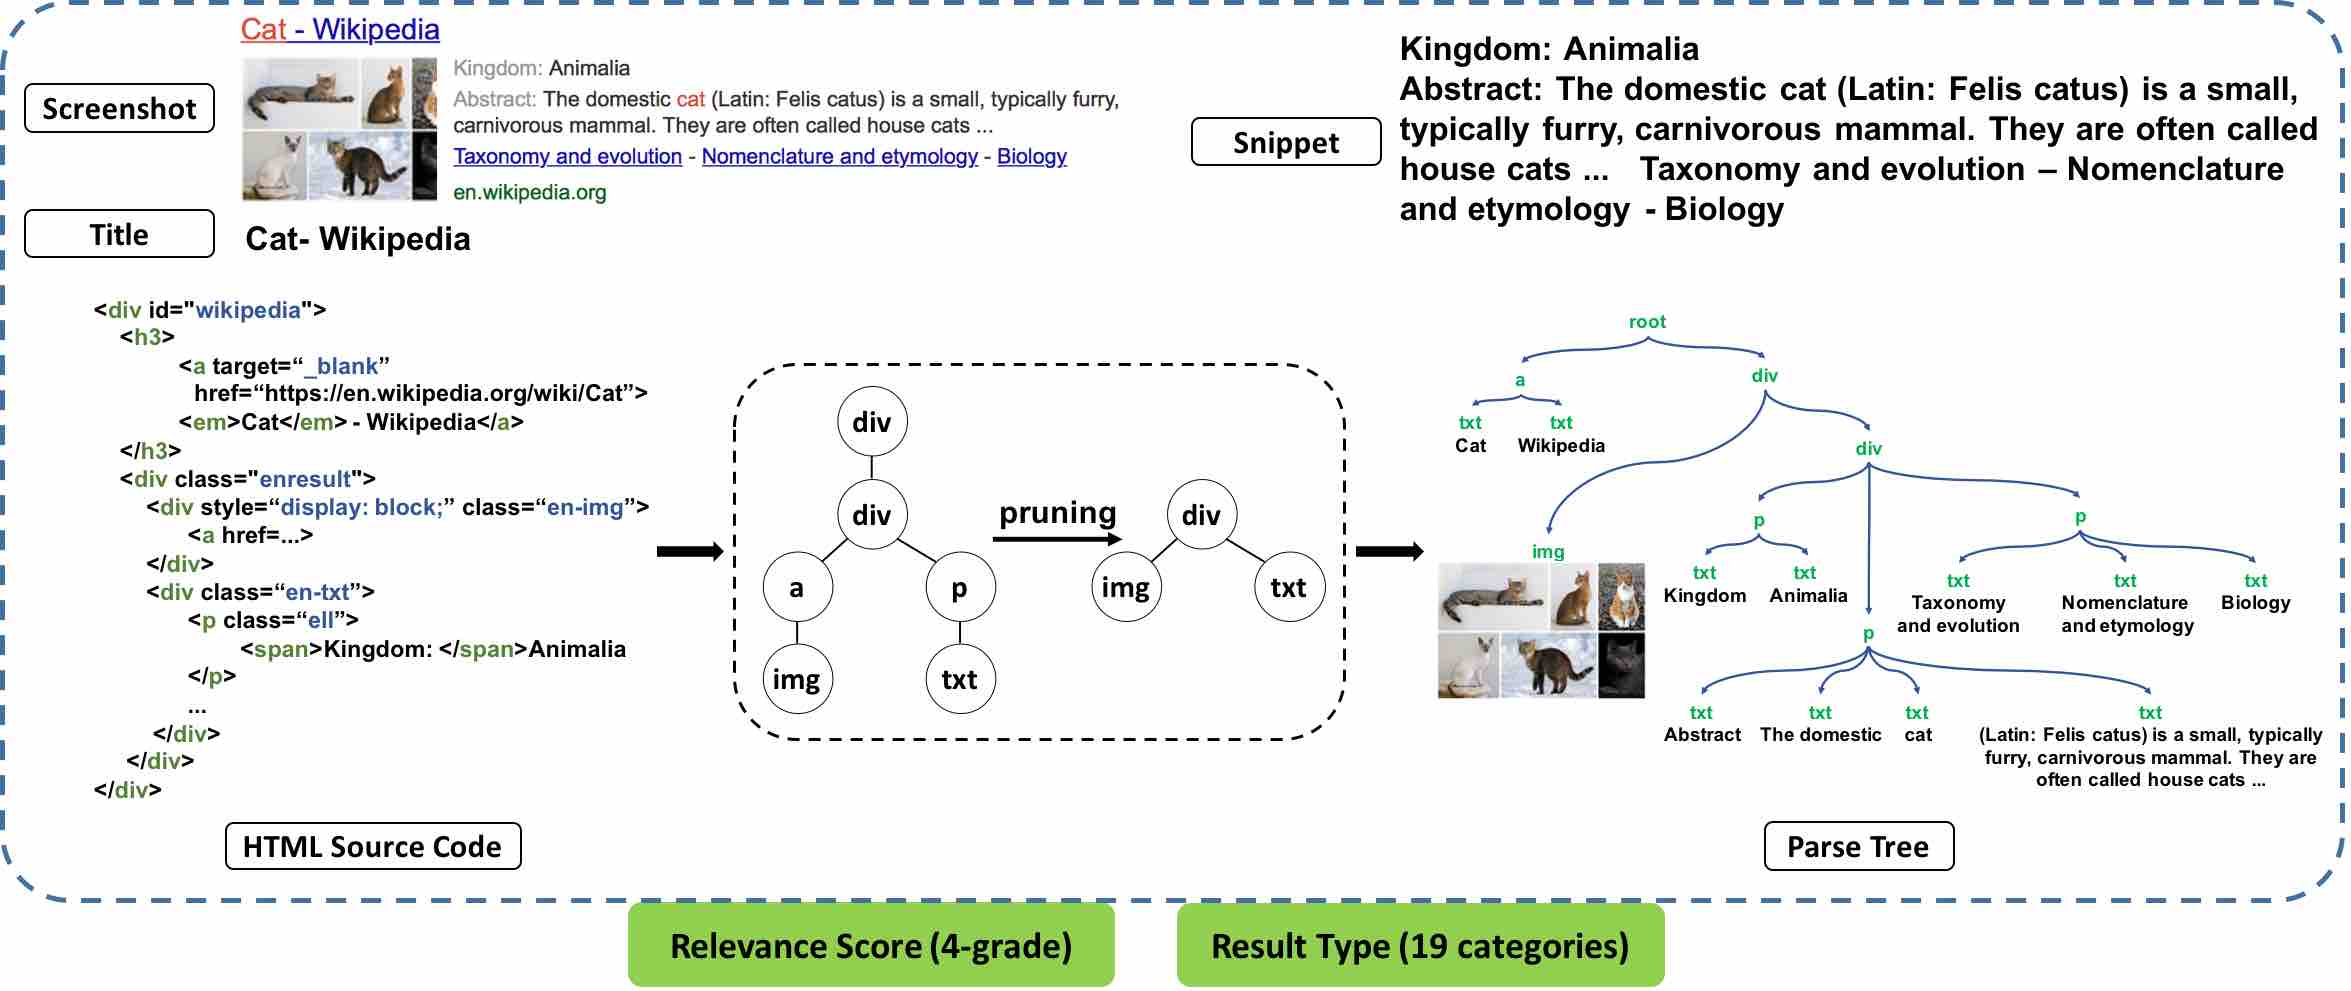 Screenshot
Cat - Wikipedia
Kingdom: Animalia
Abstract: The domestic cat (Latin: Felis catus) is a small, typically furry,
carnivorous mammal. They are often called house cats ...
Taxonomy and evolution - Nomenclature and etymology - Biology
en.wikipedia.org
Title
Cat- Wikipedia
Snippet
Kingdom: Animalia
Abstract: The domestic cat (Latin: Felis catus) is a small,
typically furry, carnivorous mammal. They are often called
house cats ... Taxonomy and evolution – Nomenclature
and etymology - Biology
<div id="wikipedia">
<h3>
<a target=“_blank”
href=“https://en.wikipedia.org/wiki/Cat”>
<em>Cat</em> - Wikipedia</a>
</h3>
<div class="enresult">
<div style=“display: block;” class=“en-img”>
<a href=...>
</div>
<div class=“en-txt”>
<p class=“ell”>
<span>Kingdom: </span>Animalia
</p>
...
</div>
</div>
</div>
HTML Source Code
div
div
a
p
img
txt
pruning
div
img
txt
root
a
div
txt
txt
Cat
Wikipedia
div
img
p
p
txt
txt
Kingdom
Animalia
txt
txt
txt
Taxonomy
and evolution
Nomenclature
and etymology
Biology
p
txt
txt
txt
txt
Abstract
The domestic
cat
(Latin: Felis catus) is a small, typically
furry, carnivorous mammal. They are
often called house cats ...
Parse Tree
Relevance Score (4-grade)
Result Type (19 categories)